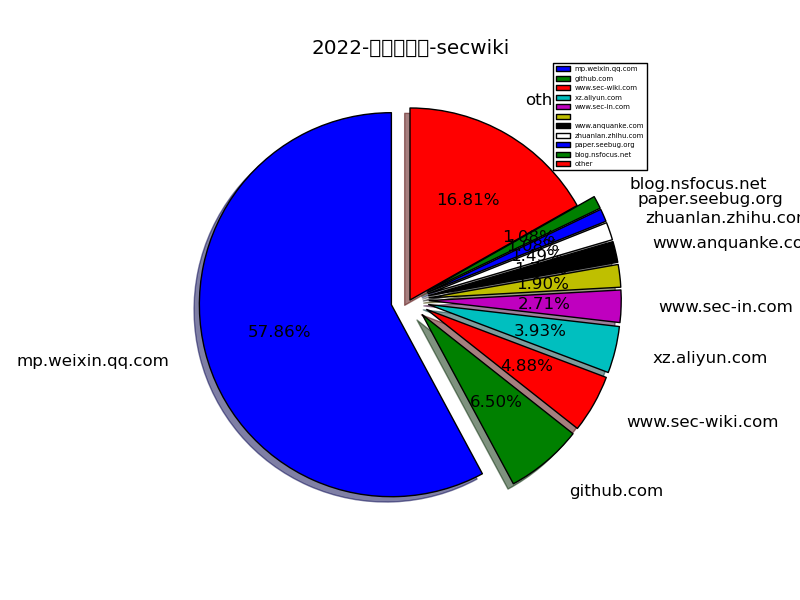 2022-□□□□□-secwiki
mp.weixin.qq.com
github.com
www.sec-wiki.com
xz.aliyun.com
www.sec-in.com
www.anquanke.com
zhuanlan.zhihu.com
paper.seebug.org
blog.nsfocus.net
other
oth
blog.nsfocus.net
paper.seebug.org
zhuanlan.zhihu.com
www.anquanke.co
www.sec-in.com
xz.aliyun.com
www.sec-wiki.com
github.com
mp.weixin.qq.com
16.81%
1.08%
1.49%
1.90%
2.71%
3.93%
4.88%
6.50%
57.86%